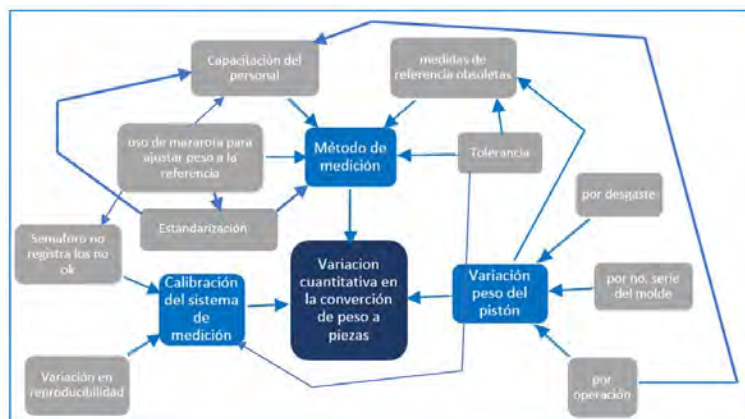 Capacitación del
personal
medidas de
referencia obsoletas
uso de mazarota para
ajustar peso a la
referencia
Método de
medición
Tolerancia
Estandarización
por desgaste
Semaforo no
registra los no
ok
Calibración
del sistema
de
medición
Variacion
cuantitativa en
la converción
de peso a
piezas
Variación
peso del
pistón
por no. serie
del molde
Variación en
reproducibilidad
por
operación